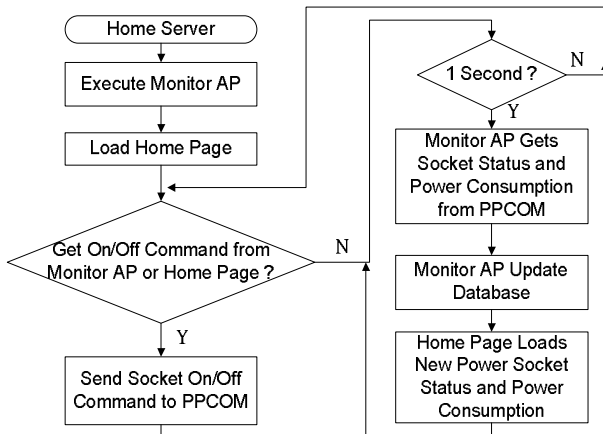 Home Server
Execute Monitor AP
Load Home Page
Get On/Off Command from
Monitor AP or Home Page ?
N
Y
Send Socket On/Off
Command to PPCOM
1 Second ?
N
Y
Monitor AP Gets
Socket Status and
Power Consumption
from PPCOM
Monitor AP Update
Database
Home Page Loads
New Power Socket
Status and Power
Consumption